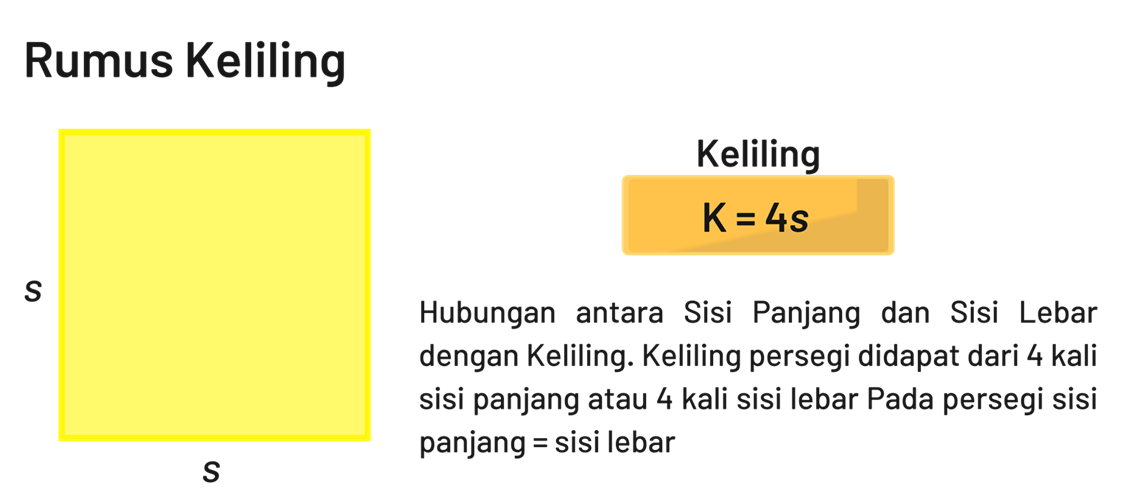 Rumus Keliling
s
s
Keliling
K = 4s
Hubungan antara Sisi Panjang dan Sisi Lebar
dengan Keliling. Keliling persegi didapat dari 4 kali
sisi panjang atau 4 kali sisi lebar Pada persegi sisi
panjang = sisi lebar